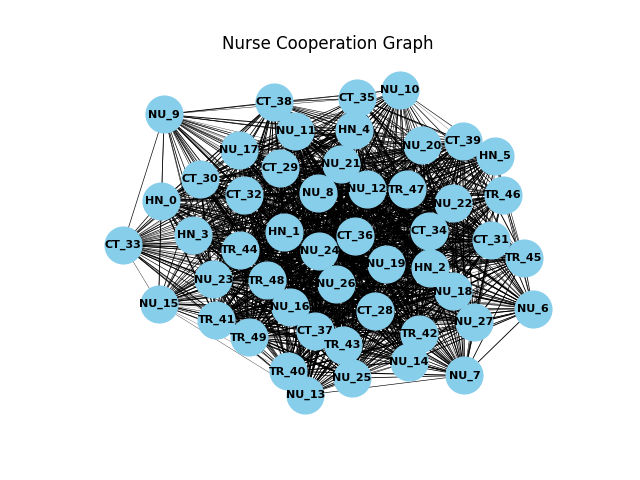 Nurse Cooperation Graph
NU_10
CT_35
CT_38
NU_9
HN_4
NU_11
CT_39
NU_20
NU_17
HN_5
NU_21
CT_29
CT_30
NU_12
TR_47
NU_8
CT_32
TR_46
HN_0
NU_22
CT_34
HN_1
HN_3
CT_36
CT_31
CT_33
TR_44
NU_24
TR_45
NU_19
HN_2
NU_23
TR_48
NU_26
NU_18
NU_15
NU_16
NU_6
CT_28
TR_41
NU_27
CT_37
TR_42
TR_49
TR_43
NU_14
TR_40
NU_7
NU_25
NU_13